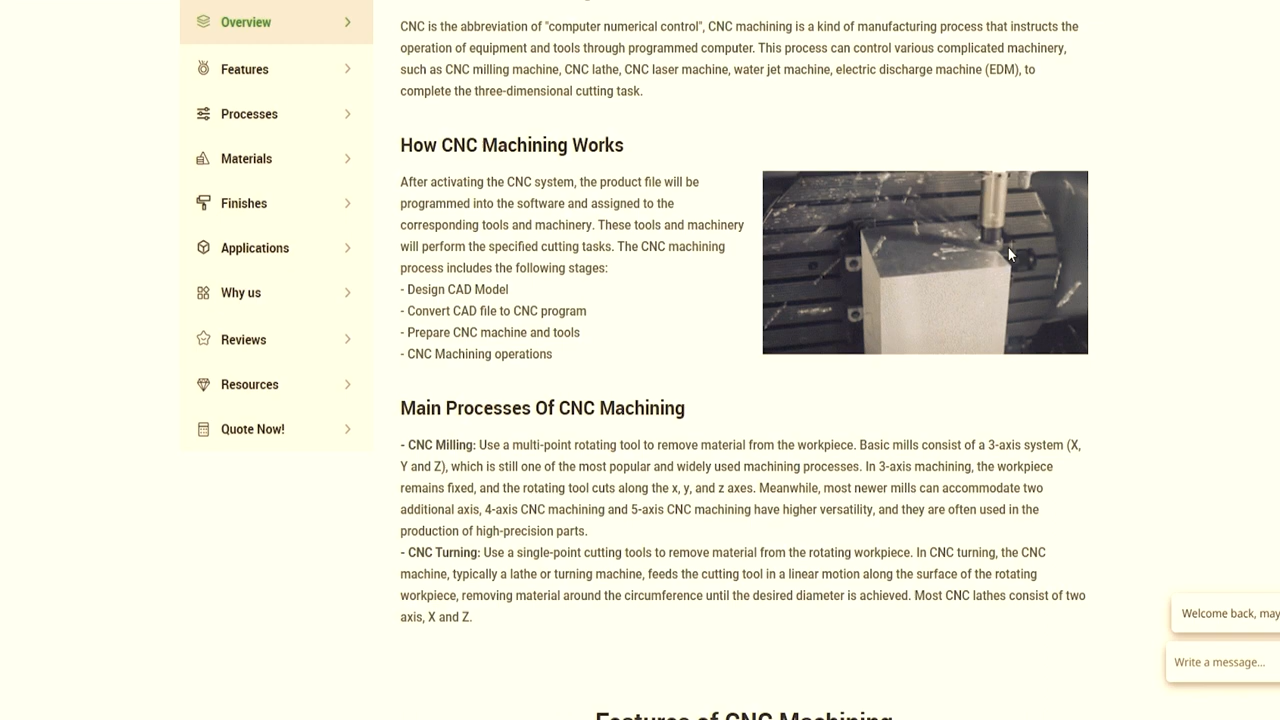 Overview
Features
Processes
Materials
Finishes
Applications
Why us
Reviews
Resources
Quote Now!
CNC is the abbreviation of "computer numerical control", CNC machining is a kind of manufacturing process that instructs the
operation of equipment and tools through programmed computer. This process can control various complicated machinery,
such as CNC milling machine, CNC lathe, CNC laser machine, water jet machine, electric discharge machine (EDM), to
complete the three-dimensional cutting task.
How CNC Machining Works
After activating the CNC system, the product file will be
programmed into the software and assigned to the
corresponding tools and machinery. These tools and machinery
will perform the specified cutting tasks. The CNC machining
process includes the following stages:
- Design CAD Model
- Convert CAD file to CNC program
- Prepare CNC machine and tools
- CNC Machining operations
Main Processes Of CNC Machining
- CNC Milling: Use a multi-point rotating tool to remove material from the workpiece. Basic mills consist of a 3-axis system (X,
Y and Z), which is still one of the most popular and widely used machining processes. In 3-axis machining, the workpiece
remains fixed, and the rotating tool cuts along the x, y, and z axes. Meanwhile, most newer mills can accommodate two
additional axis, 4-axis CNC machining and 5-axis CNC machining have higher versatility, and they are often used in the
production of high-precision parts.
- CNC Turning: Use a single-point cutting tools to remove material from the rotating workpiece. In CNC turning, the CNC
machine, typically a lathe or turning machine, feeds the cutting tool in a linear motion along the surface of the rotating
workpiece, removing material around the circumference until the desired diameter is achieved. Most CNC lathes consist of two
axis, X and Z.
Welcome back, may
Write a message...
Features of CNC Machining